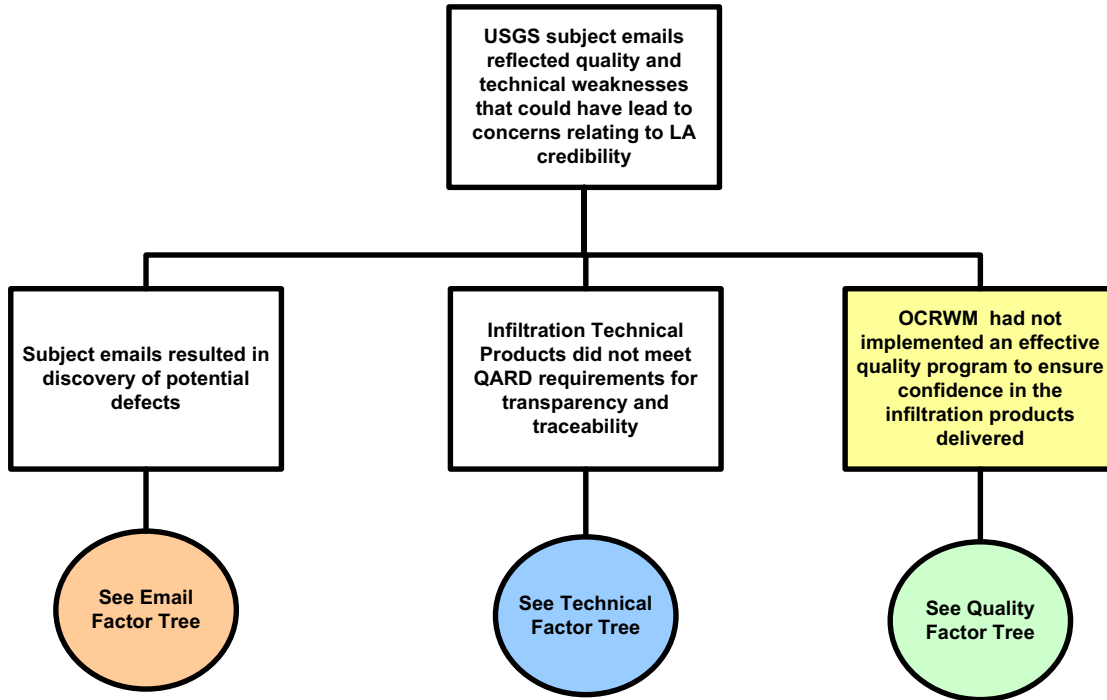 USGS subject emails
reflected quality and
technical weaknesses
that could have lead to
concerns relating to LA
credibility
Subject emails resulted in
discovery of potential
defects
Infiltration Technical
Products did not meet
QARD requirements for
transparency and
traceability
OCRWM had not
implemented an effective
quality program to ensure
confidence in the
infiltration products
delivered
See Email
Factor Tree
See Technical
Factor Tree
See Quality
Factor Tree